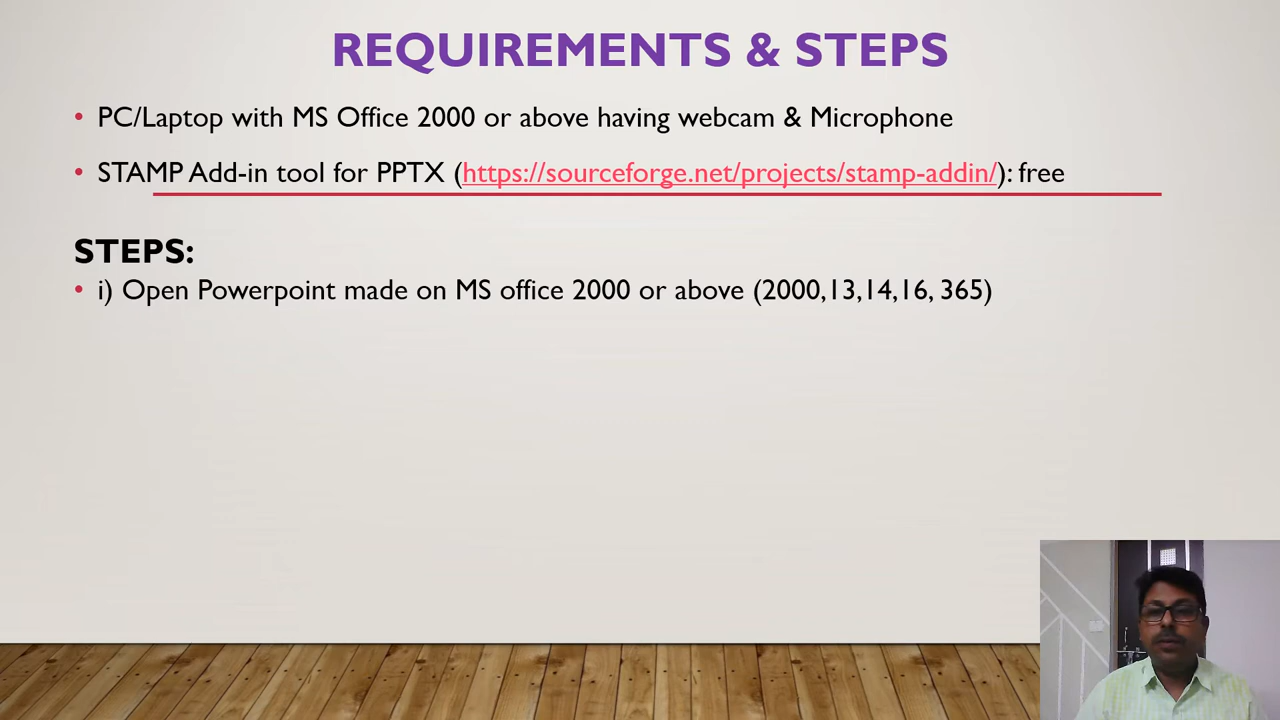 REQUIREMENTS & STEPS
• PC/Laptop with MS Office 2000 or above having webcam & Microphone
• STAMP Add-in tool for PPTX (https://sourceforge.net/projects/stamp-addin/): free
STEPS:
• i) Open Powerpoint made on MS office 2000 or above (2000,13,14,16, 365)